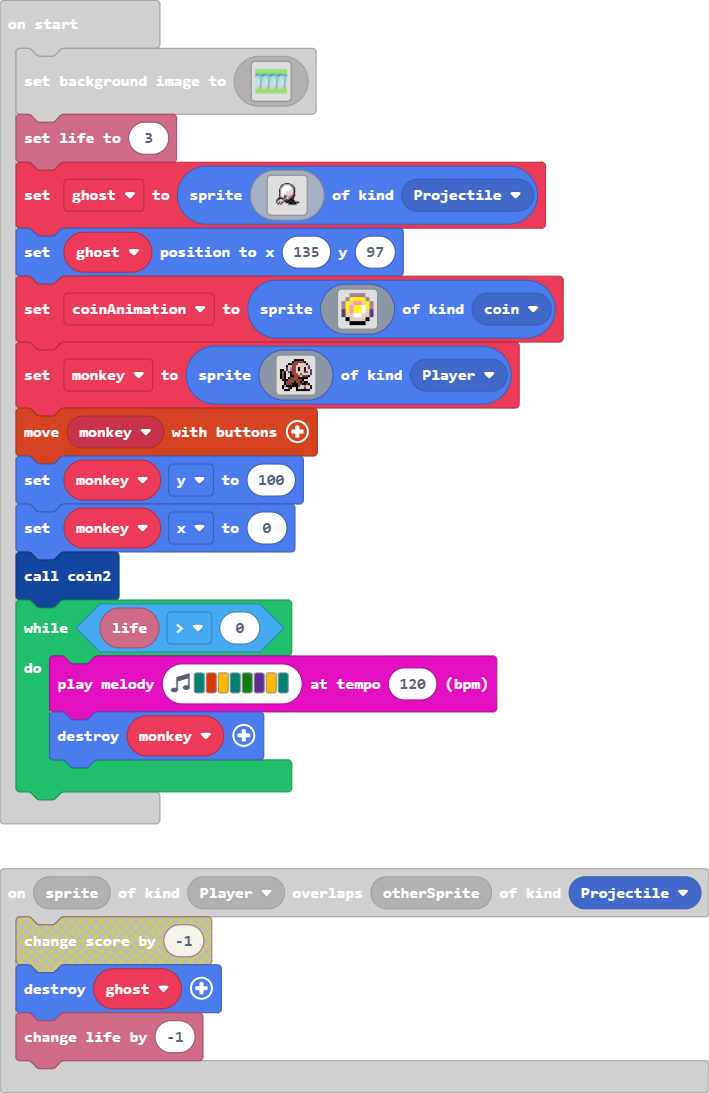 on start
set background image to
set life to 3
set ghost to sprite of kind Projectile
set ghost position to x 135 y 97
set coinAnimation to sprite of kind coin
set monkey to sprite of kind Player
move monkey with buttons
set monkey y to 100
set monkey x to 0
call coin2
while life > 0
do
play melody at tempo 120 (bpm)
destroy monkey
on sprite of kind Player overlaps otherSprite of kind Projectile
change score by -1
destroy ghost
change life by -1